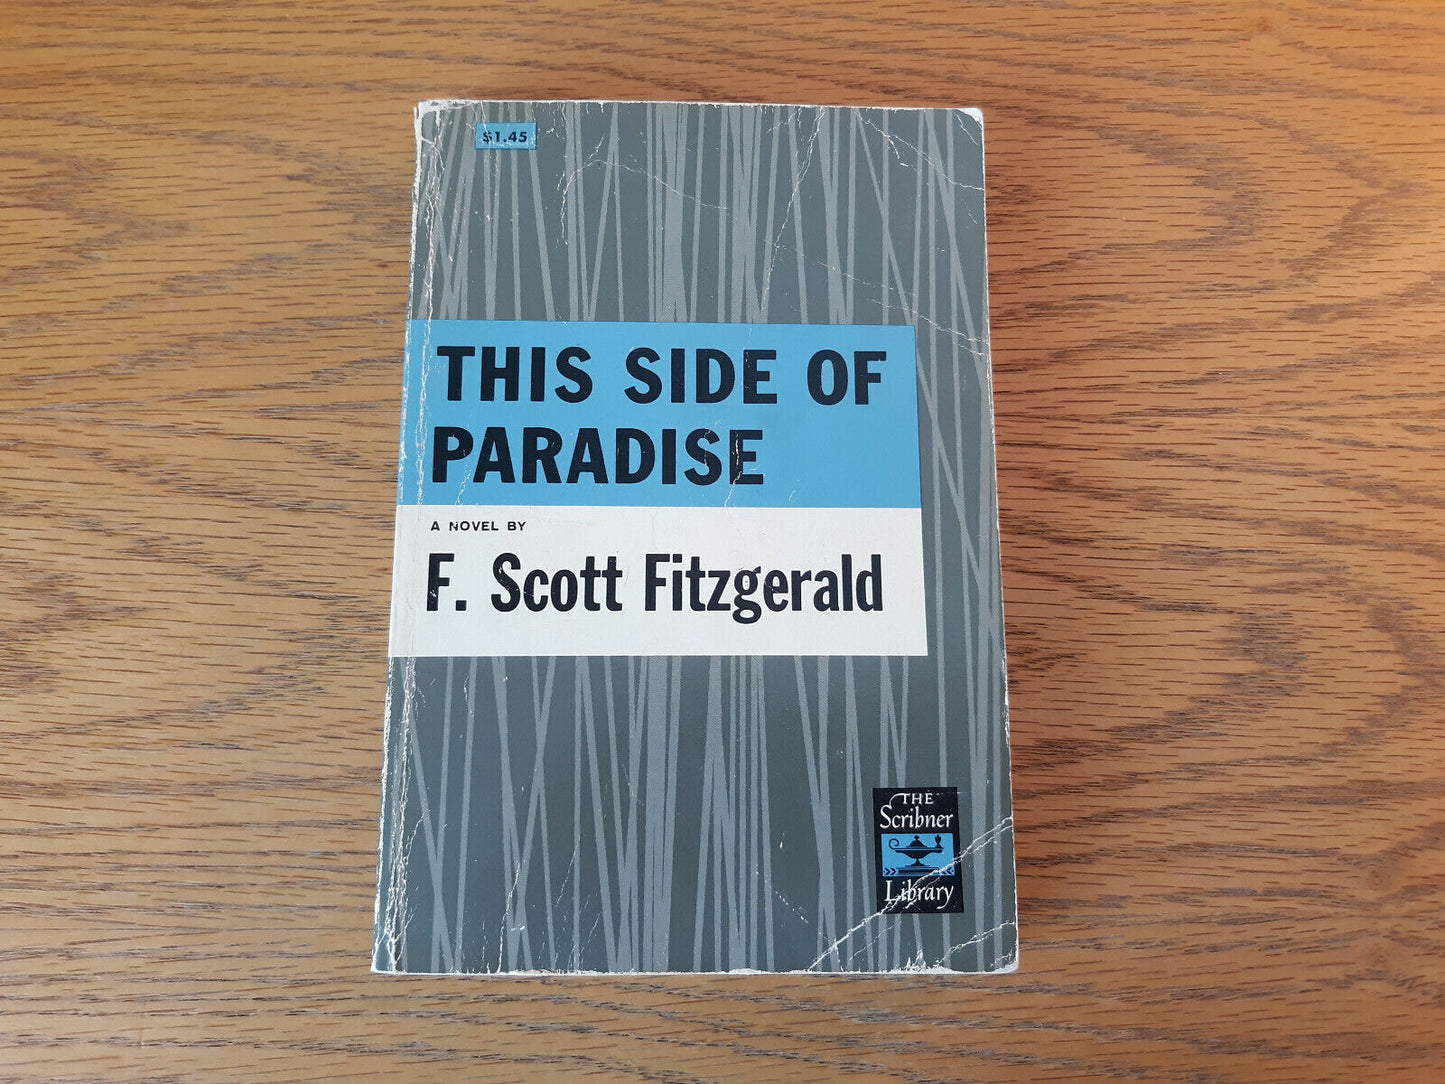 $1.45
THIS SIDE OF
PARADISE
A NOVEL BY
F. Scott Fitzgerald
THE
Scribner
Library